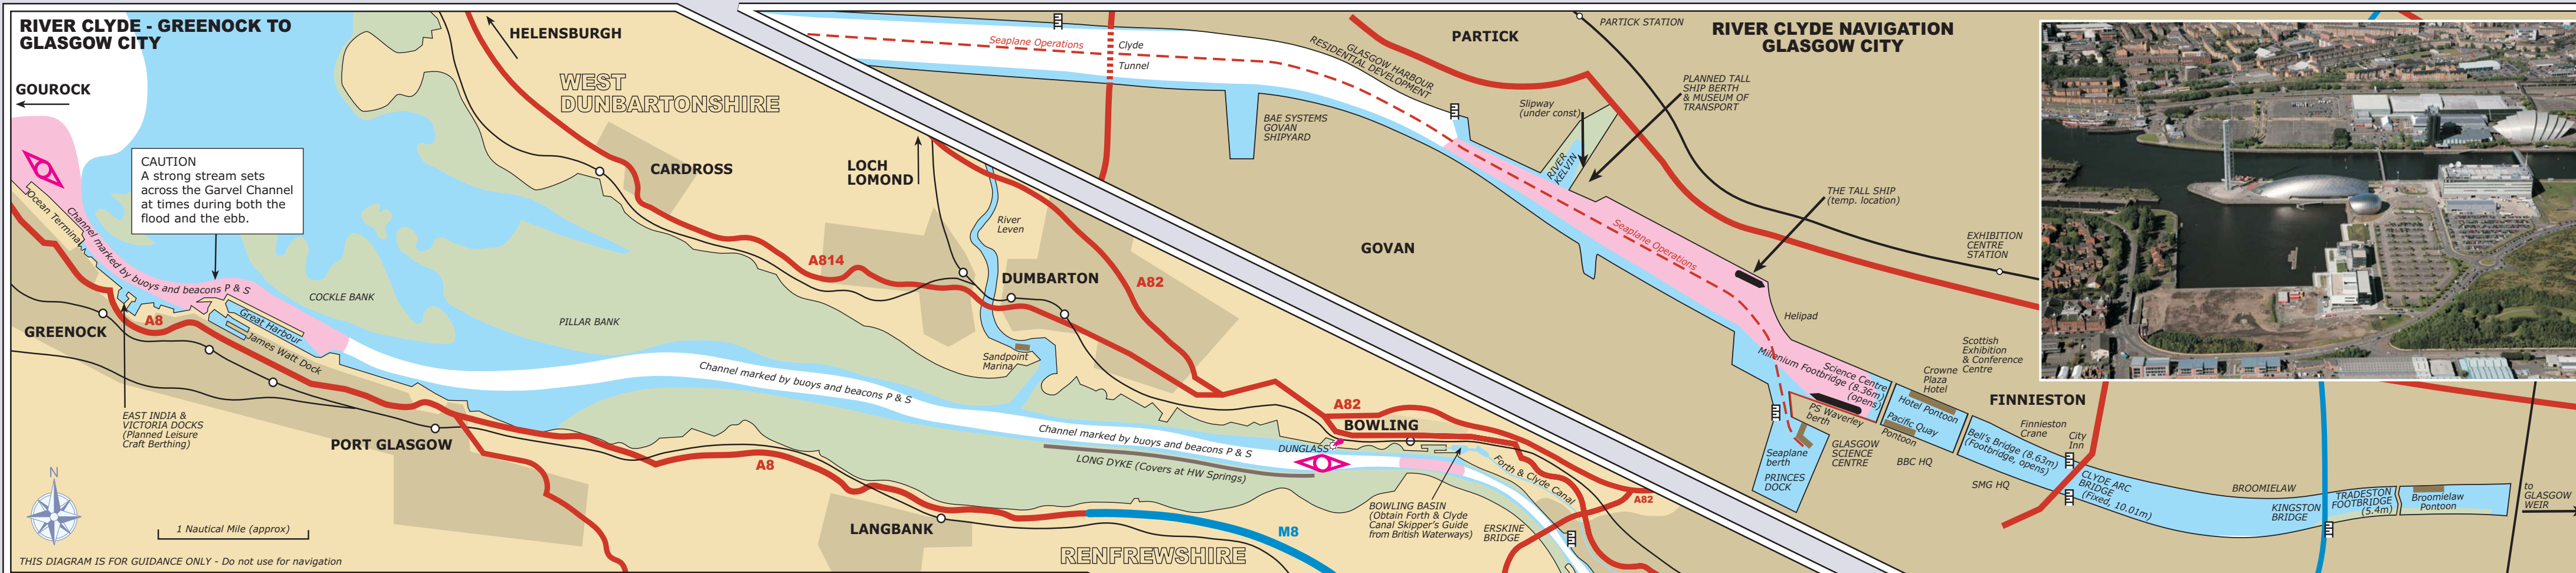 RIVER CLYDE - GREENOCK TO
GLASGOW CITY
GOUROCK
HELENSBURGH
WEST
DUNBARTONSHIRE
CAUTION
A strong stream sets
across the Garvel Channel
at times during both the
flood and the ebb.
Ocean Terminal
Channel marked by buoys and beacons P & S
COCKLE BANK
PILLAR BANK
CARDROSS
LOCH
LOMOND
River
Leven
A814
DUMBARTON
A82
GREENOCK
A8
Great Harbour
James Watt Dock
Sandpoint
Marina
Channel marked by buoys and beacons P & S
EAST INDIA &
VICTORIA DOCKS
(Planned Leisure
Craft Berthing)
PORT GLASGOW
A8
Channel marked by buoys and beacons P & S
LONG DYKE (Covers at HW Springs)
DUNGLASS
A82
BOWLING
Forth & Clyde Canal
A82
BOWLING BASIN
(Obtain Forth & Clyde
Canal Skipper's Guide
from British Waterways)
ERSKINE
BRIDGE
LANGBANK
M8
RENFREWSHIRE
N
1 Nautical Mile (approx)
THIS DIAGRAM IS FOR GUIDANCE ONLY - Do not use for navigation
RIVER CLYDE NAVIGATION
GLASGOW CITY
Seaplane Operations
Clyde
Tunnel
GLASGOW HARBOUR
RESIDENTIAL DEVELOPMENT
PARTICK
PARTICK STATION
BAE SYSTEMS
GOVAN
SHIPYARD
Slipway
(under const)
PLANNED TALL
SHIP BERTH
& MUSEUM OF
TRANSPORT
RIVER
KELVIN
THE TALL SHIP
(temp. location)
GOVAN
Seaplane Operations
EXHIBITION
CENTRE
STATION
Helipad
Scottish
Exhibition
& Conference
Centre
Crowne
Plaza
Hotel
Science Centre
Millenium Footbridge (8.36m)
(opens)
FINNIESTON
Hotel Pontoon
PS Waverley
berth
Pacific Quay
Pontoon
Finnieston
Crane
City
Inn
Bell's Bridge (8.63m)
(Footbridge, opens)
GLASGOW
SCIENCE
CENTRE
BBC HQ
Seaplane
berth
PRINCES
DOCK
SMG HQ
CLYDE ARC
BRIDGE
(Fixed, 10.01m)
BROOMIELAW
KINGSTON
BRIDGE
TRADESTON
FOOTBRIDGE
(5.4m)
Broomielaw
Pontoon
to
GLASGOW
WEIR